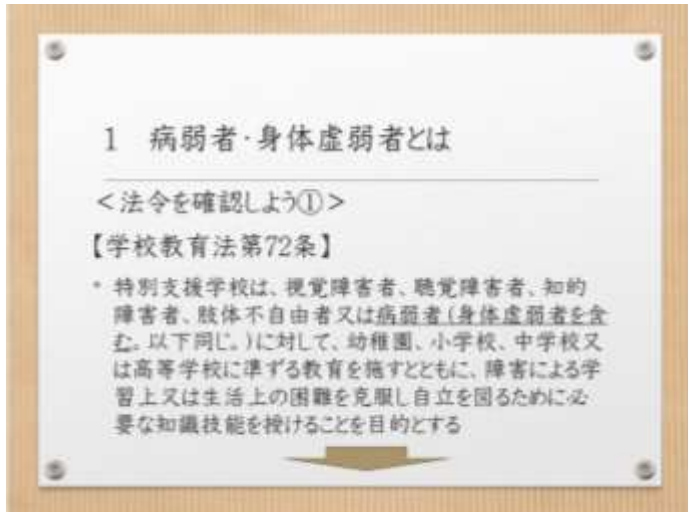 1 病弱者・身体虚弱者とは
＜法令を確認しよう①＞
【学校教育法第72条】
• 特別支援学校は、視覚障害者、聴覚障害者、知的
障害者、肢体不自由者又は病弱者(身体虚弱者を含
む。以下同じ。)に対して、幼稚園、小学校、中学校又
は高等学校に準ずる教育を施すとともに、障害による学
習上又は生活上の困難を克服し自立を図るために必
要な知識技能を授けることを目的とする